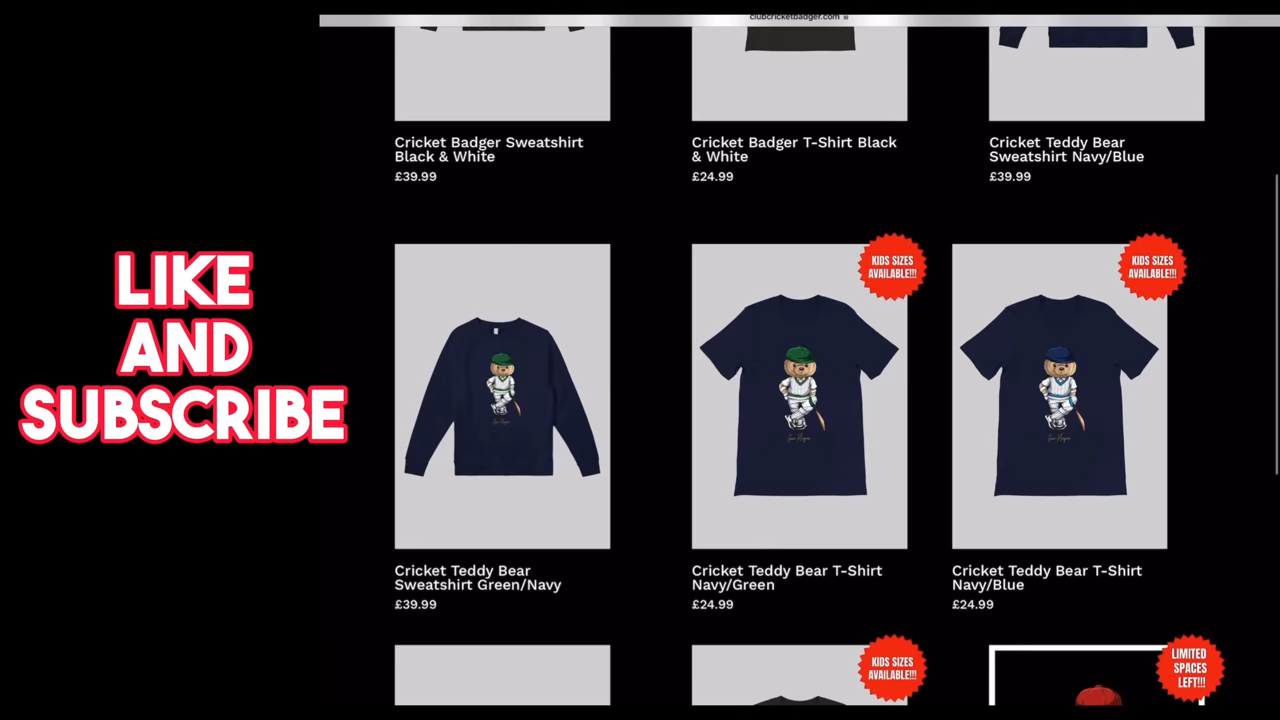 clubcricketbadger.com
Cricket Badger Sweatshirt
Black & White
£39.99
Cricket Badger T-Shirt Black
& White
£24.99
Cricket Teddy Bear
Sweatshirt Navy/Blue
£39.99
LIKE
AND
SUBSCRIBE
KIDS SIZES
AVAILABLE!!!
KIDS SIZES
AVAILABLE!!!
Cricket Teddy Bear
Sweatshirt Green/Navy
£39.99
Cricket Teddy Bear T-Shirt
Navy/Green
£24.99
Cricket Teddy Bear T-Shirt
Navy/Blue
£24.99
KIDS SIZES
AVAILABLE!!!
LIMITED
SPACES
LEFT!!!